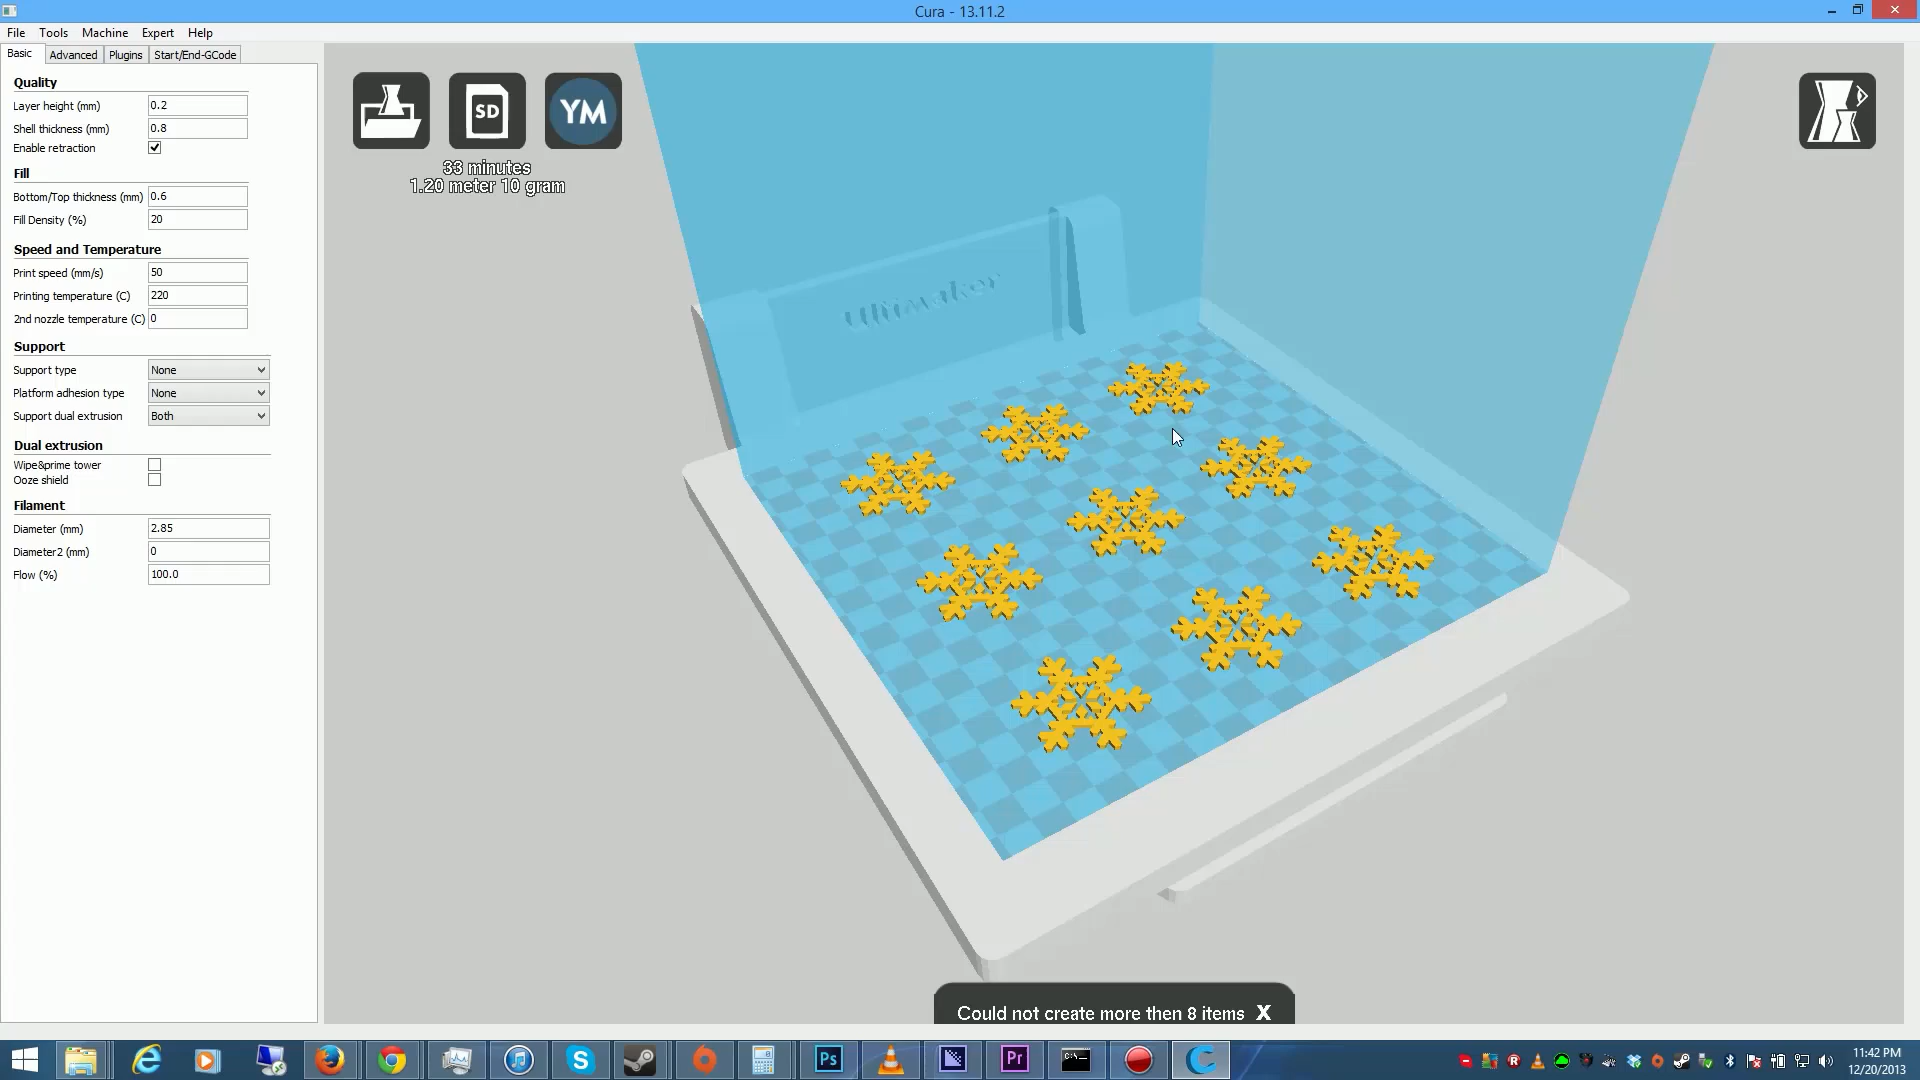 Cura - 13.11.2
File Tools Machine Expert Help
Basic Advanced Plugins Start/End-GCode
Quality
Layer height (mm) 0.2
Shell thickness (mm) 0.8
Enable retraction
Fill
Bottom/Top thickness (mm) 0.6
Fill Density (%) 20
Speed and Temperature
Print speed (mm/s) 50
Printing temperature (C) 220
2nd nozzle temperature (C) 0
Support
Support type None
Platform adhesion type None
Support dual extrusion Both
Dual extrusion
Wipe&prime tower
Ooze shield
Filament
Diameter (mm) 2.85
Diameter2 (mm) 0
Flow (%) 100.0
SD
YM
33 minutes
1.20 meter 10 gram
Ultimaker
Could not create more then 8 items X
Ps
Pr
C:\
11:42 PM
12/20/2013